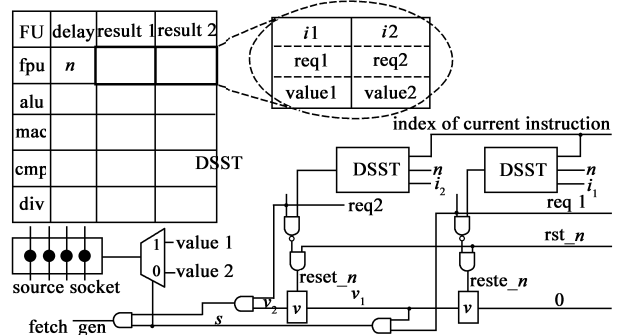 FU delay result 1 result 2
fpu n
alu
mac
cmp
div
DSST
i1 i2
req1 req2
value1 value2
index of current instruction
DSST n i2
DSST n i1
req2
req 1
rst_n
1 value 1
0 value 2
source socket
reset_n
reste_n
v2 v v1 v 0
s
fetch_gen